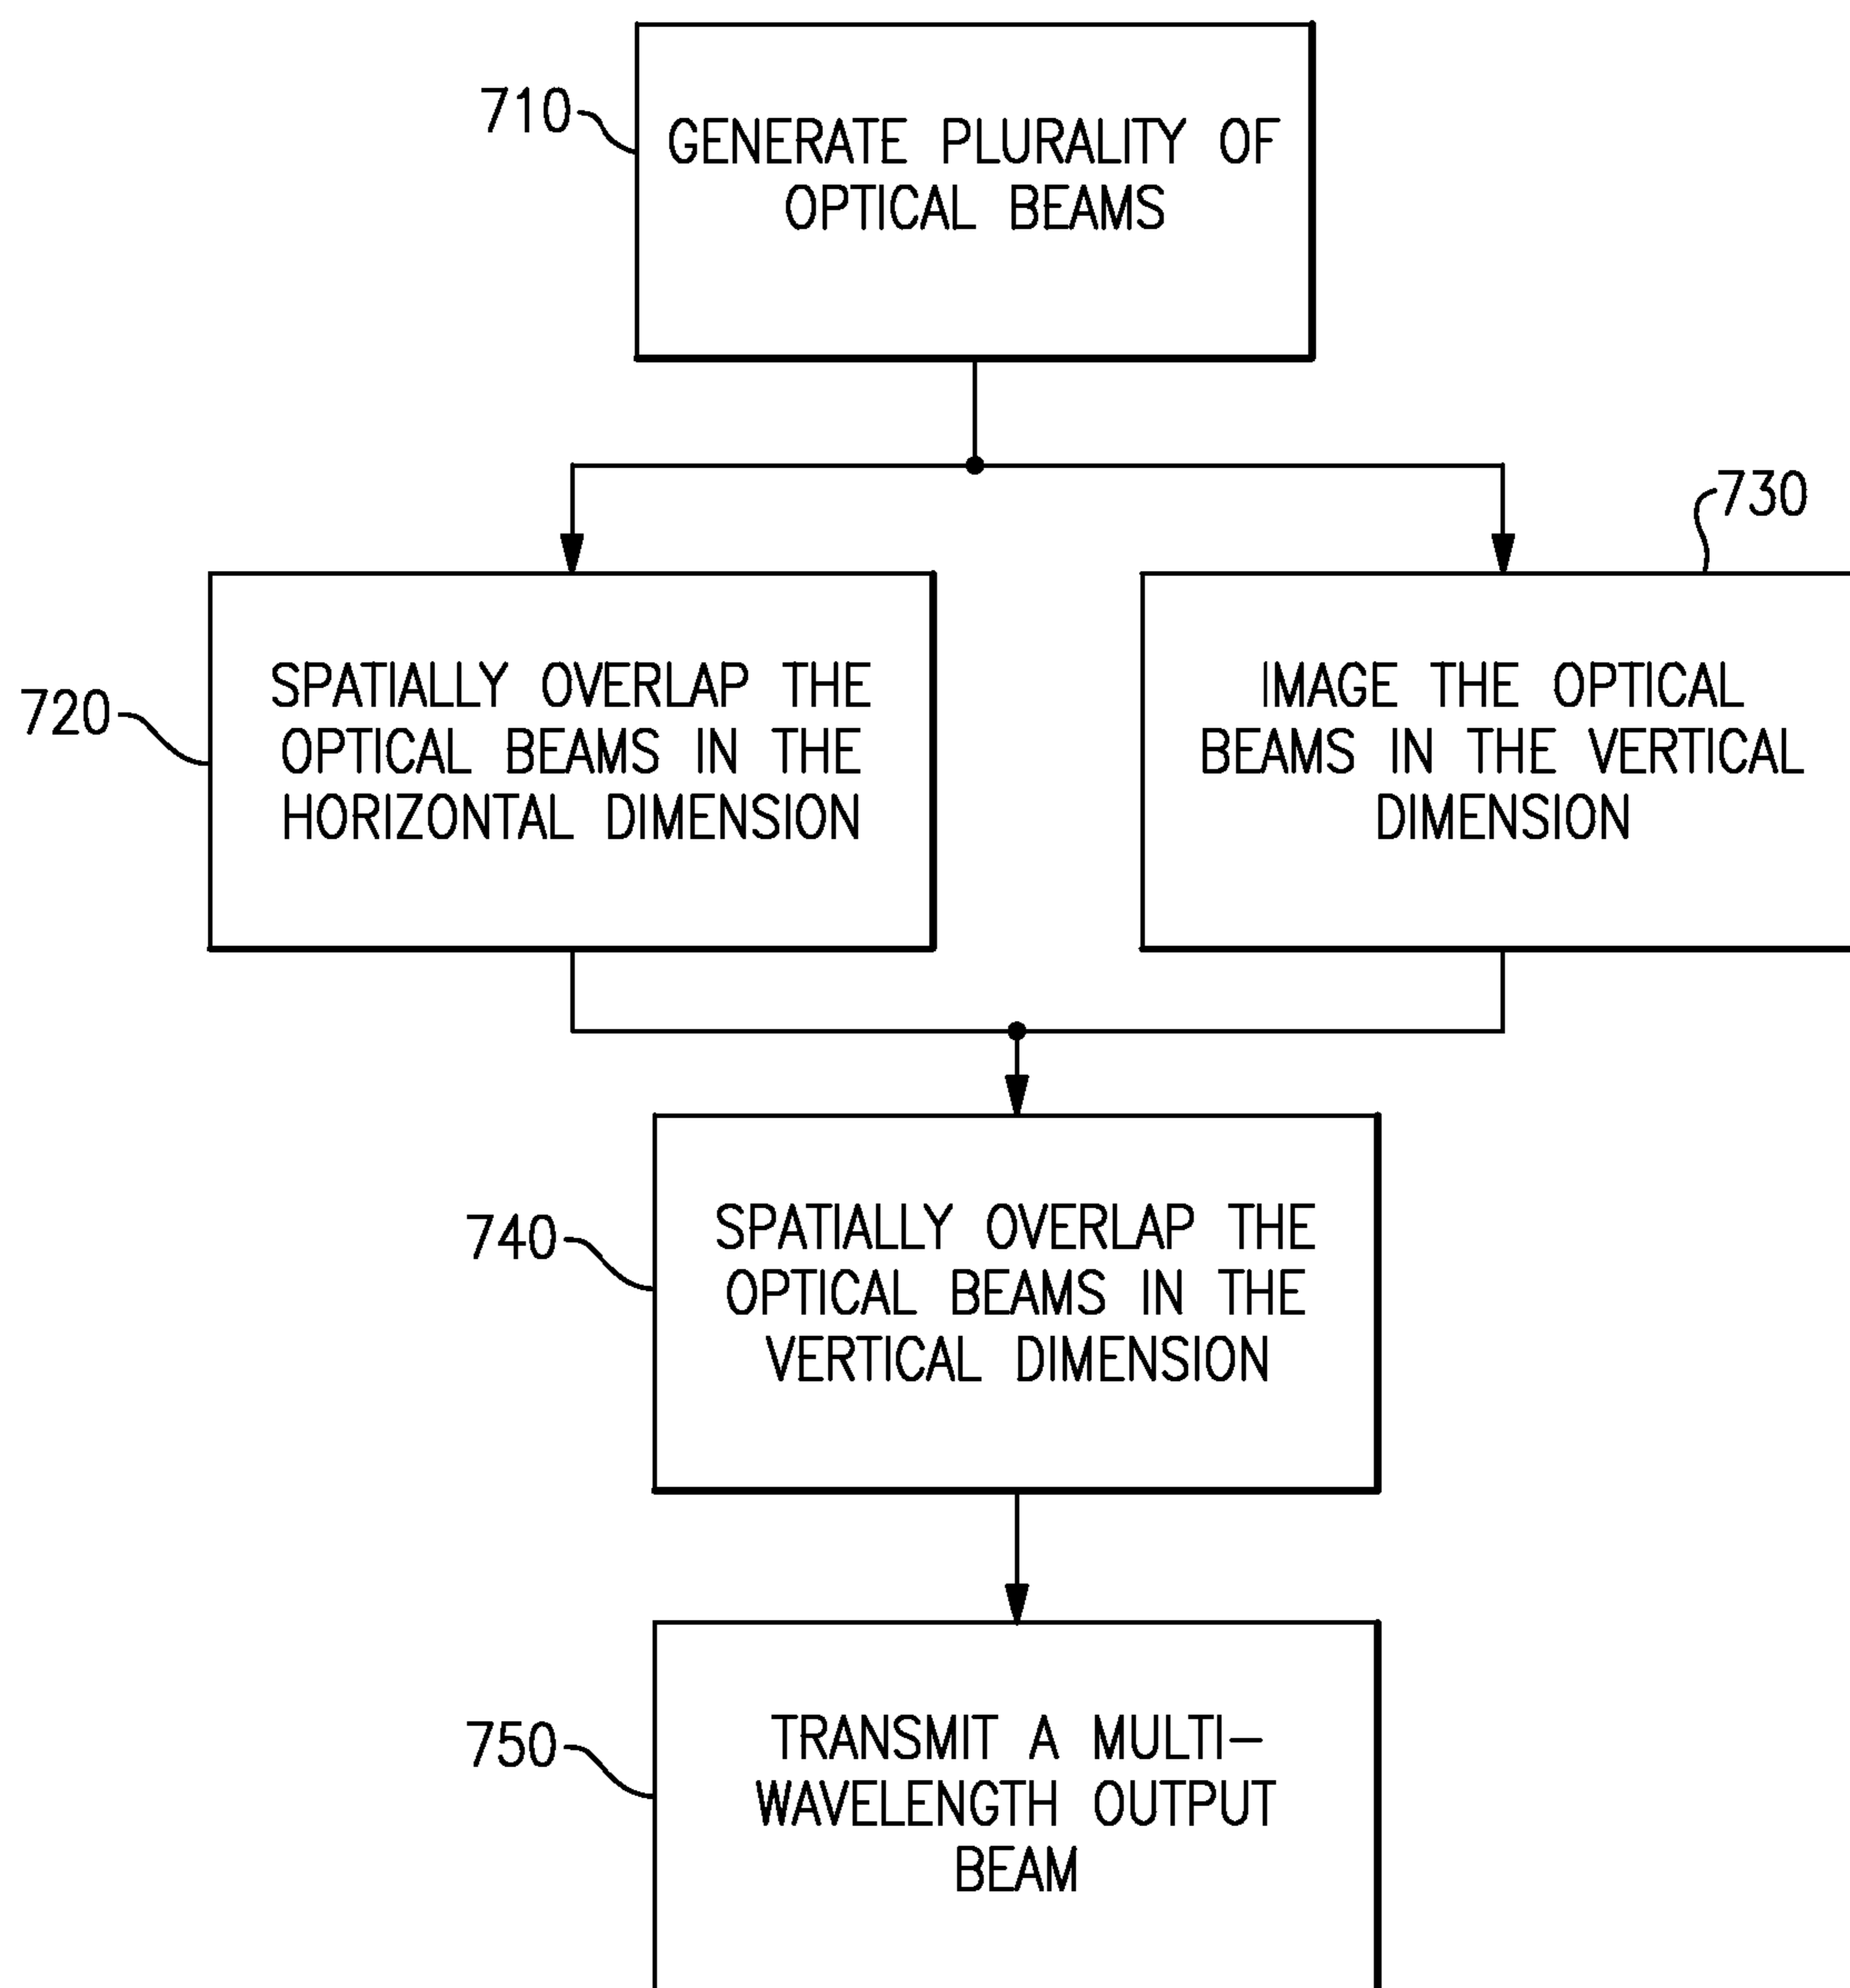 710
GENERATE PLURALITY OF
OPTICAL BEAMS
730
720
SPATIALLY OVERLAP THE
OPTICAL BEAMS IN THE
HORIZONTAL DIMENSION
IMAGE THE OPTICAL
BEAMS IN THE VERTICAL
DIMENSION
740
SPATIALLY OVERLAP THE
OPTICAL BEAMS IN THE
VERTICAL DIMENSION
750
TRANSMIT A MULTI-
WAVELENGTH OUTPUT
BEAM